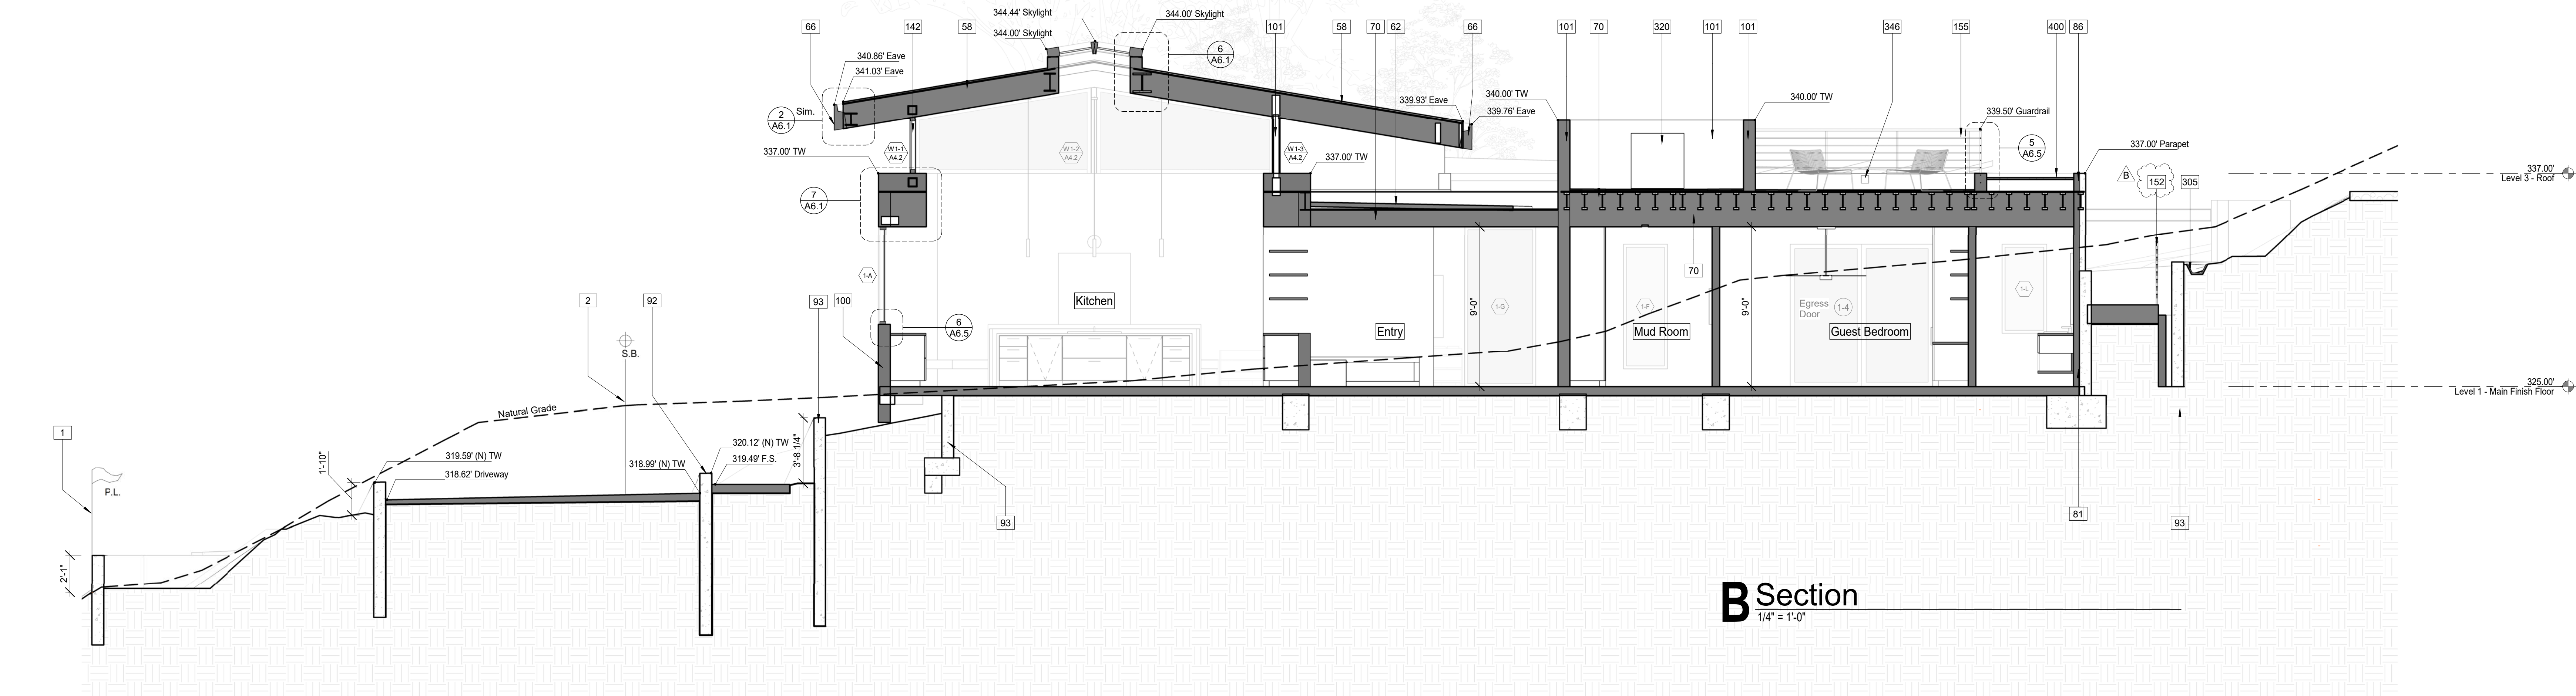 344.44' Skylight
344.00' Skylight
344.00' Skylight
66
142
58
6
A6.1
101
58
70
62
66
101
70
320
101
101
346
155
400
86
340.86' Eave
341.03' Eave
2
A6.1
Sim.
339.93' Eave
339.76' Eave
340.00' TW
340.00' TW
339.50' Guardrail
5
A6.5
337.00' Parapet
337.00' TW
W1-1
A4.2
W1-2
A4.2
W1-3
A4.2
337.00' TW
7
A6.1
B
152
305
337.00'
Level 3 - Roof
70
1-A
2
92
93
100
Kitchen
6
A6.5
Entry
9'-0"
1-G
1-F
Mud Room
9'-0"
Egress
Door
1-4
Guest Bedroom
1-L
S.B.
325.00'
Level 1 - Main Finish Floor
Natural Grade
1
P.L.
1'-10"
319.59' (N) TW
318.62' Driveway
318.99' (N) TW
320.12' (N) TW
319.49' F.S.
3'-8 1/4"
93
81
93
2'-1"
B Section
1/4" = 1'-0"